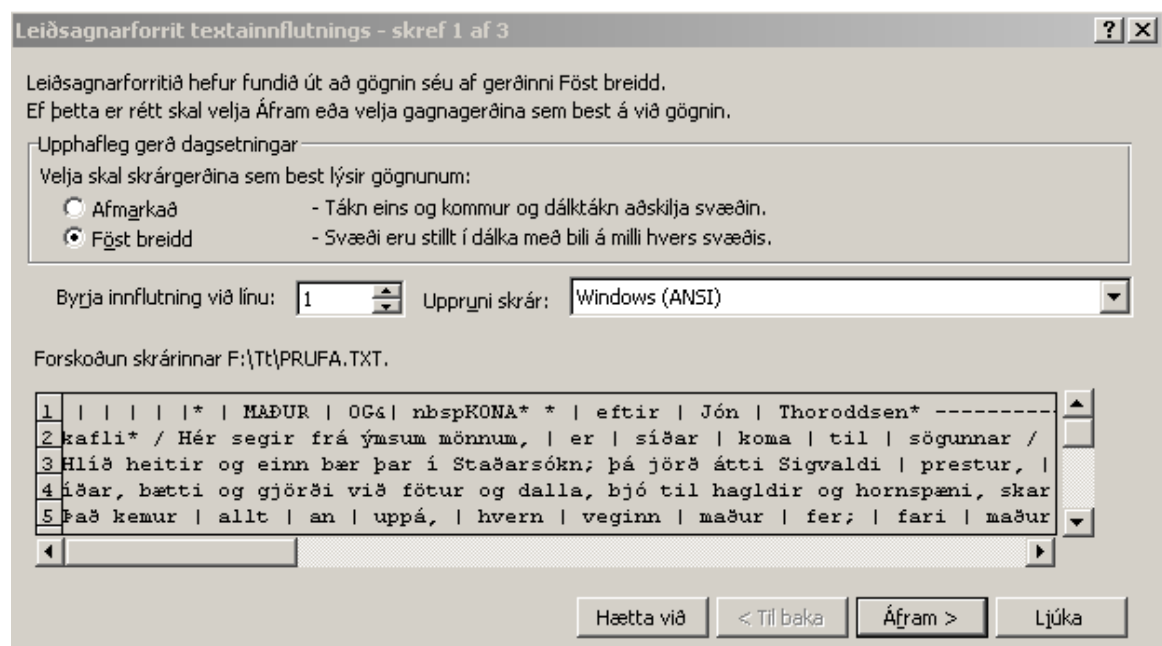 Leiðsagnarforrit textainnflutnings - skref 1 af 3
Leiðsagnarforritið hefur fundið út að gögnin séu af gerðinni Föst breidd.
Ef þetta er rétt skal velja Áfram eða velja gagnagerðina sem best á við gögnin.
Upphafleg gerð dagsetningar
Velja skal skrárgerðina sem best lýsir gögnunum:
Afmarkað - Tákn eins og kommur og dálktákn aðskilja svæðin.
Föst breidd - Svæði eru stillt í dálka með bili á milli hvers svæðis.
Byrja innflutning við línu: 1 Uppruni skrár: Windows (ANSI)
Forskoðun skrárinnar F:\Tt\PRUFA.TXT.
1 | | | | |* | MAÐUR | OG&| nbspKONA* * | eftir | Jón | Thoroddsen* ----------
2 kafli* / Hér segir frá ýmsum mönnum, | er | síðar | koma | til | sögunnar /
3 Hlíð heitir og einn bær þar í Staðarsókn; þá jörð átti Sigvaldi | prestur, |
4 íðar, bætti og gjörði við fötur og dalla, bjó til hagldir og hornspæni, skar
5 Það kemur | allt | an | uppá, | hvern | veginn | maður | fer; | fari | maður
Hætta við < Til baka Áfram > Ljúka